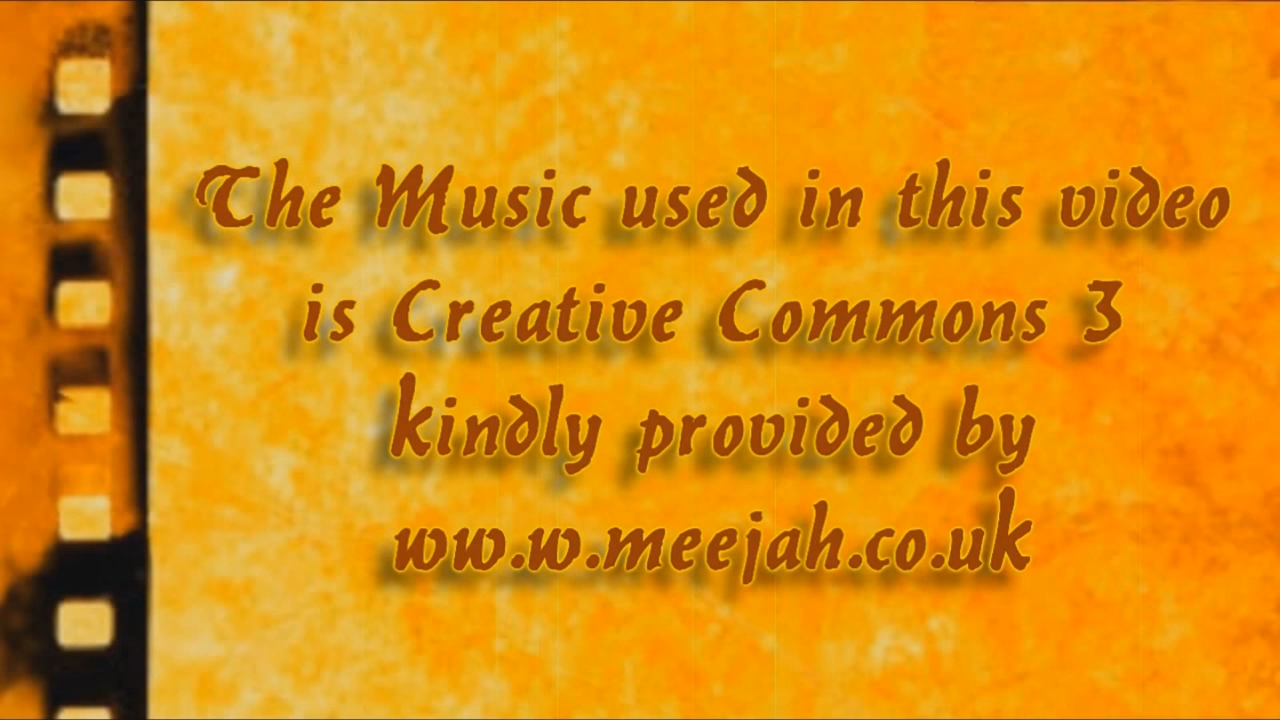 The Music used in this video
is Creative Commons 3
kindly provided by
www.meejah.co.uk